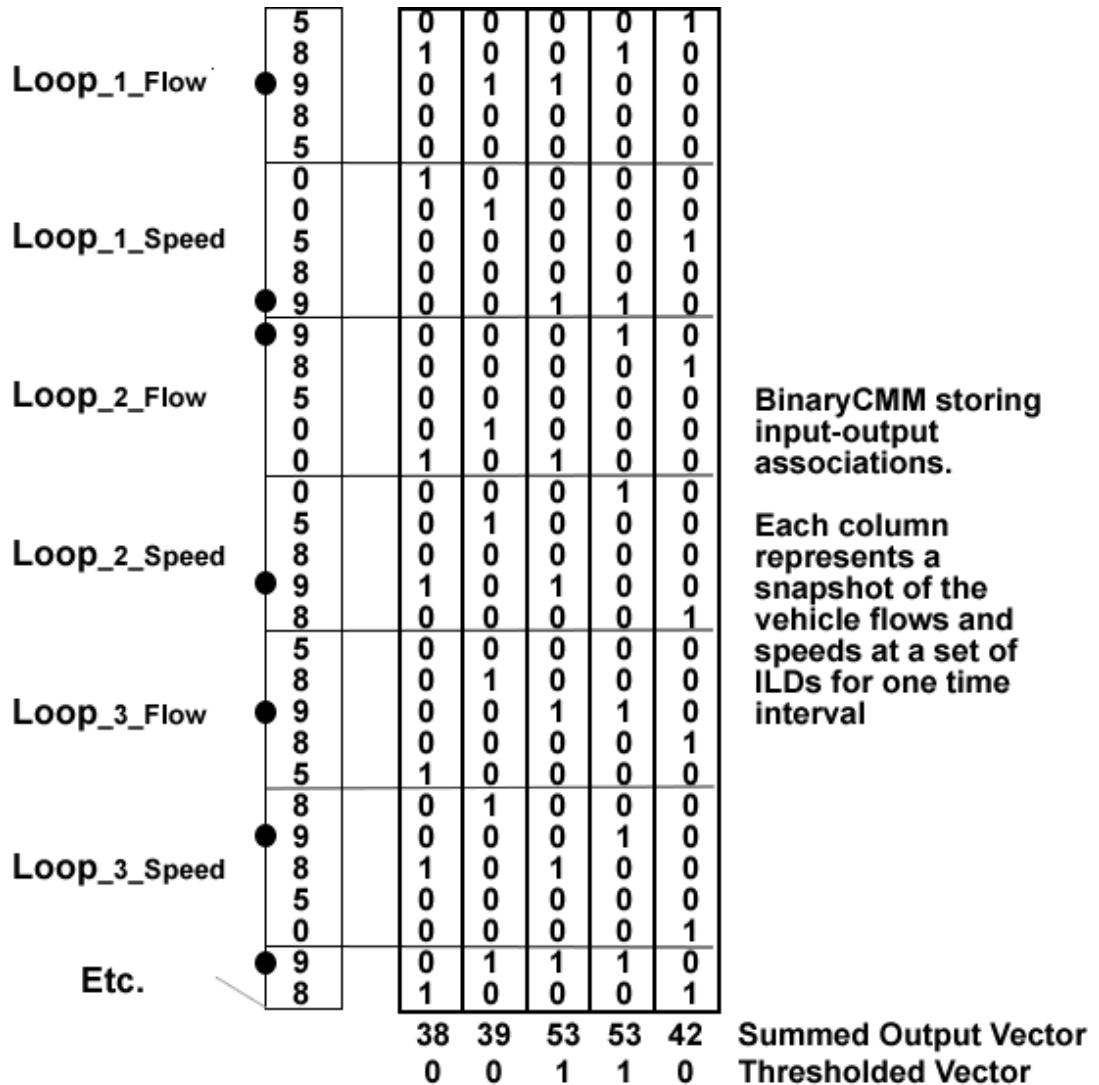 5 0 0 0 0 1
8 1 0 0 1 0
Loop_1_Flow 9 0 1 1 0 0
8 0 0 0 0 0
5 0 0 0 0 0
0 1 0 0 0 0
0 0 1 0 0 0
Loop_1_Speed 5 0 0 0 0 1
8 0 0 0 0 0
9 0 0 1 1 0
9 0 0 0 1 0
8 0 0 0 0 1
Loop_2_Flow 5 0 0 0 0 0
0 0 1 0 0 0
0 1 0 1 0 0
0 0 0 0 1 0
5 0 1 0 0 0
Loop_2_Speed 8 0 0 0 0 0
9 1 0 1 0 0
8 0 0 0 0 1
5 0 0 0 0 0
8 0 1 0 0 0
Loop_3_Flow 9 0 0 1 1 0
8 0 0 0 0 1
5 1 0 0 0 0
8 0 1 0 0 0
9 0 0 0 1 0
Loop_3_Speed 8 1 0 1 0 0
5 0 0 0 0 0
0 0 0 0 0 1
Etc. 9 0 1 1 1 0
8 1 0 0 0 1
38 39 53 53 42 Summed Output Vector
0 0 1 1 0 Thresholded Vector
BinaryCMM storing
input-output
associations.
Each column
represents a
snapshot of the
vehicle flows and
speeds at a set of
ILDs for one time
interval